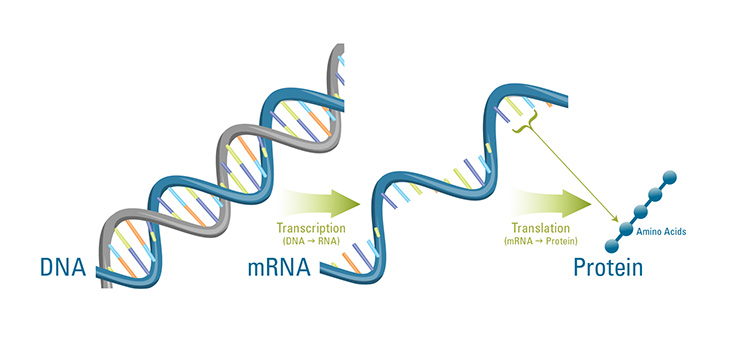 DNA
Transcription
(DNA → RNA)
mRNA
Translation
(mRNA → Protein)
Amino Acids
Protein